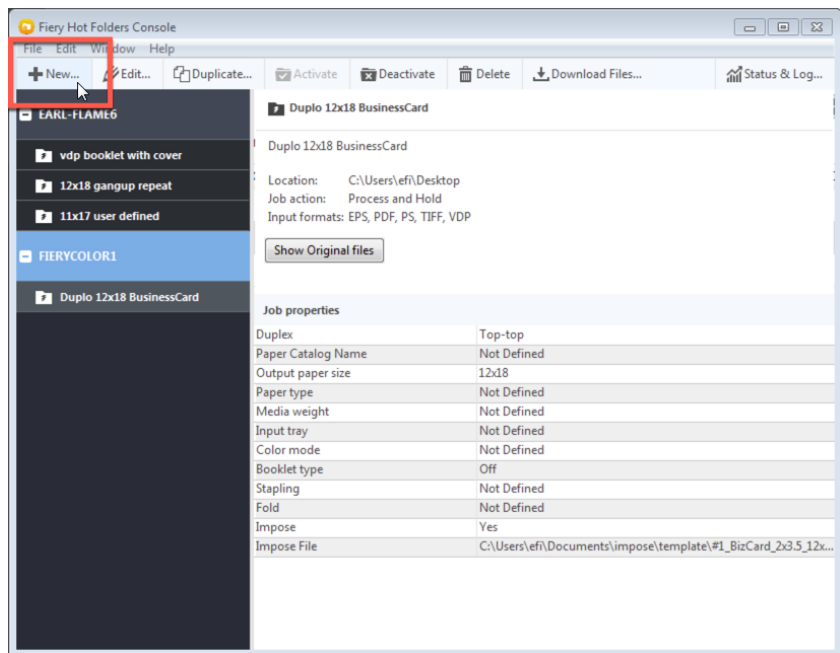 Fiery Hot Folders Console
File Edit Window Help
New... Edit... Duplicate... Activate Deactivate Delete Download Files... Status & Log...
EARL-FLAME6
vdp booklet with cover
12x18 gangup repeat
11x17 user defined
FIERYCOLOR1
Duplo 12x18 BusinessCard
Duplo 12x18 BusinessCard
Duplo 12x18 BusinessCard
Location: C:\Users\efi\Desktop
Job action: Process and Hold
Input formats: EPS, PDF, PS, TIFF, VDP
Show Original files
Job properties
Duplex Top-top
Paper Catalog Name Not Defined
Output paper size 12x18
Paper type Not Defined
Media weight Not Defined
Input tray Not Defined
Color mode Not Defined
Booklet type Off
Stapling Not Defined
Fold Not Defined
Impose Yes
Impose File C:\Users\efi\Documents\impose\template\#1_BizCard_2x3.5_12x...